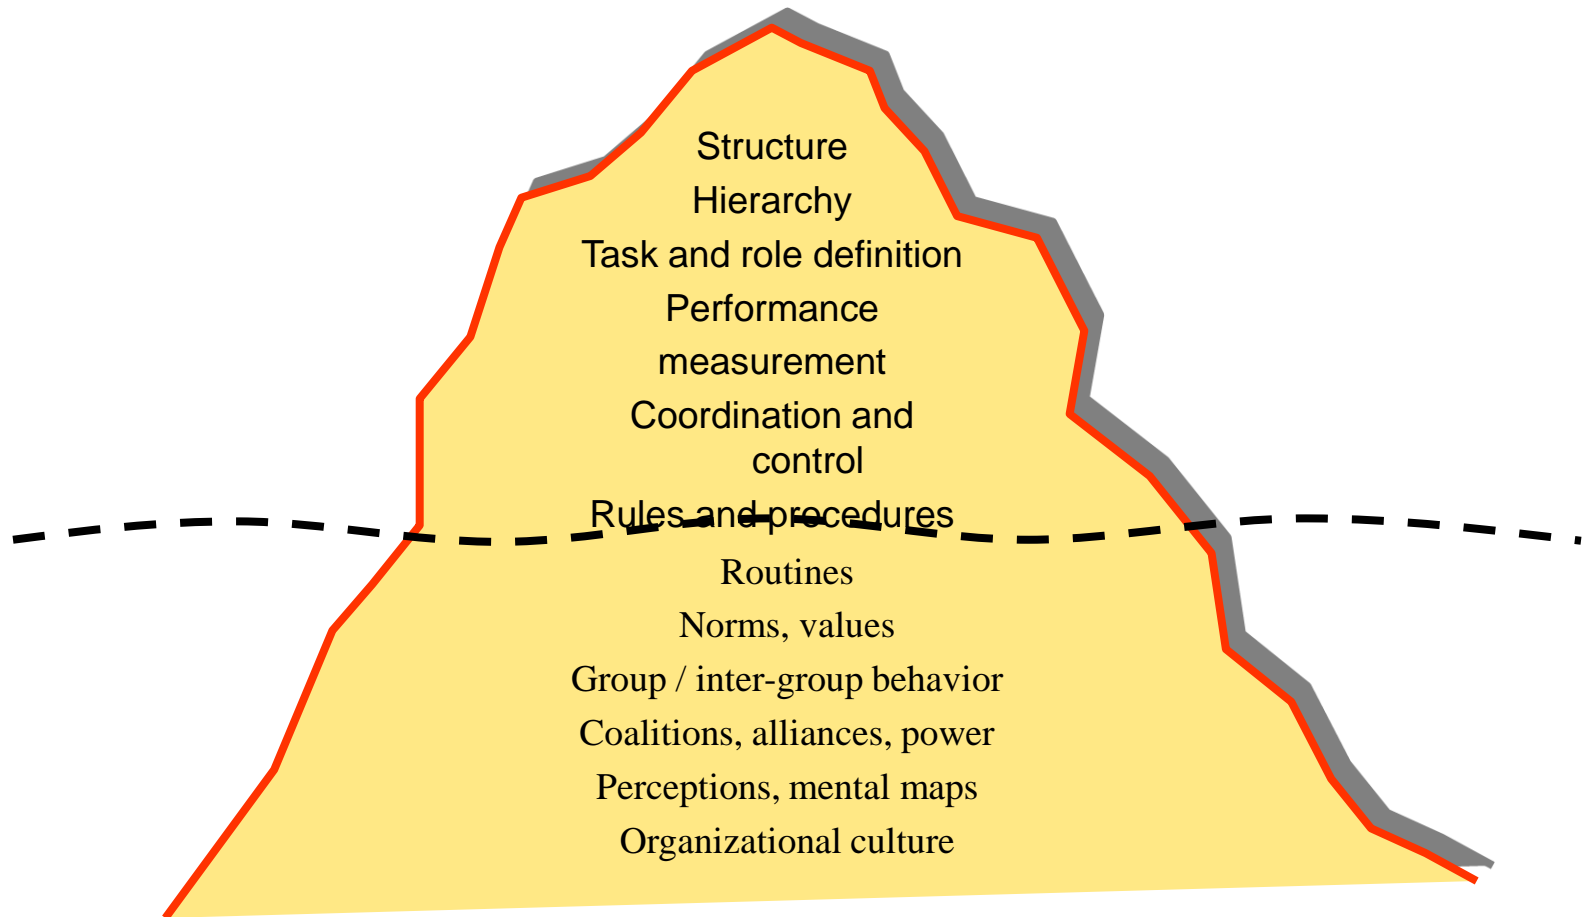 Structure
Hierarchy
Task and role definition
Performance
measurement
Coordination and
control
Rules and procedures
Routines
Norms, values
Group / inter-group behavior
Coalitions, alliances, power
Perceptions, mental maps
Organizational culture